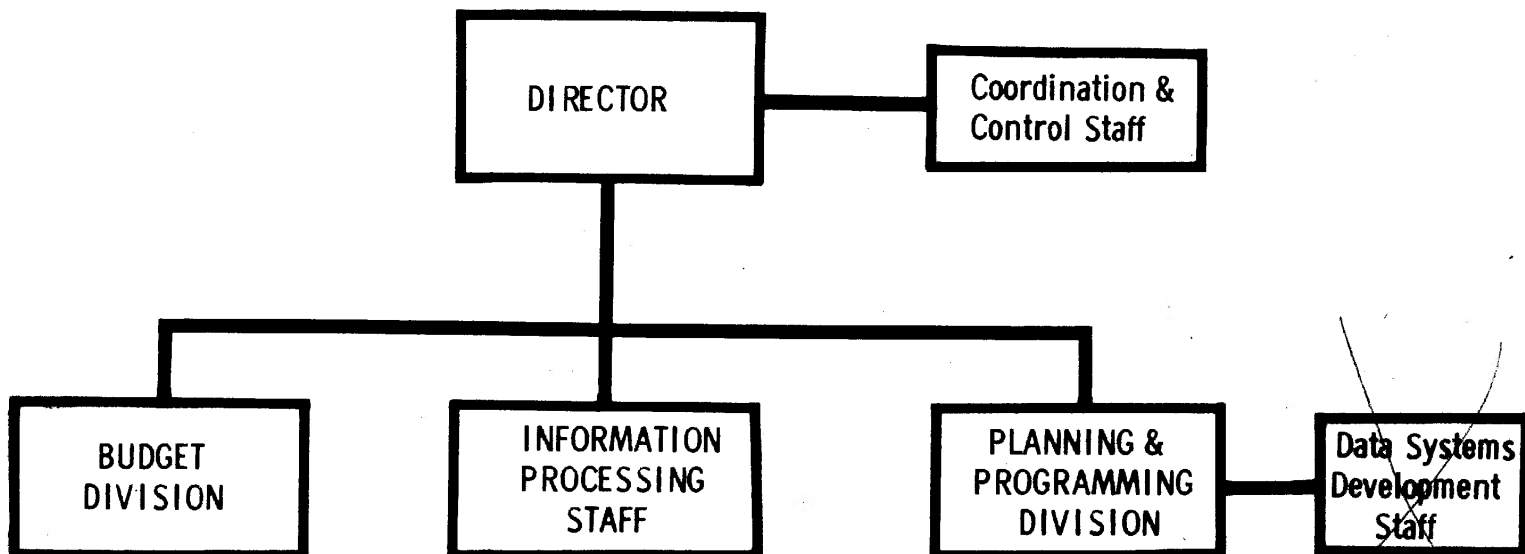 DIRECTOR
Coordination &
Control Staff
BUDGET
DIVISION
INFORMATION
PROCESSING
STAFF
PLANNING &
PROGRAMMING
DIVISION
Data Systems
Development
Staff